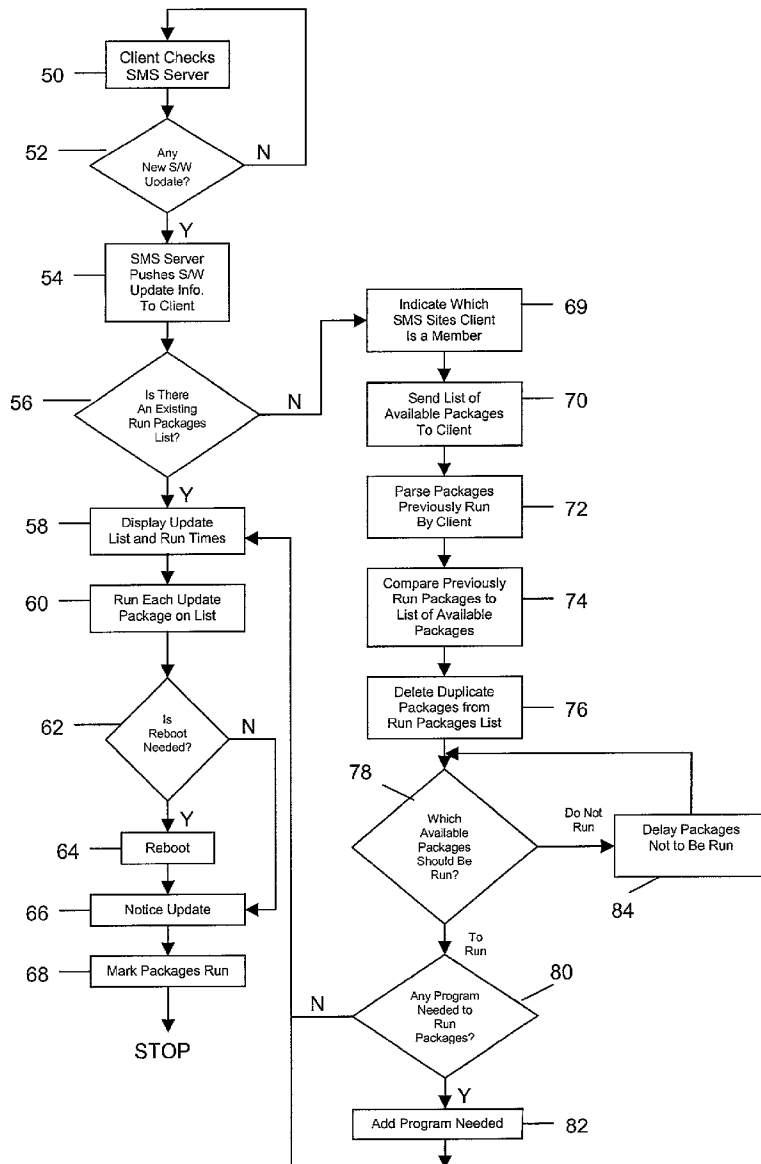 50
Client Checks
SMS Server
52
Any
New S/W
Update?
N
Y
54
SMS Server
Pushes S/W
Update Info.
To Client
56
Is There
An Existing
Run Packages
List?
N
Y
58
Display Update
List and Run Times
60
Run Each Update
Package on List
62
Is
Reboot
Needed?
N
Y
64
Reboot
66
Notice Update
68
Mark Packages Run
STOP
Indicate Which
SMS Sites Client
Is a Member
69
Send List of
Available Packages
To Client
70
Parse Packages
Previously Run
By Client
72
Compare Previously
Run Packages to
List of Available
Packages
74
Delete Duplicate
Packages from
Run Packages List
76
78
Which
Available
Packages
Should Be
Run?
Do Not
Run
Delay Packages
Not to Be Run
84
To
Run
80
Any Program
Needed to
Run
Packages?
N
Y
Add Program Needed
82